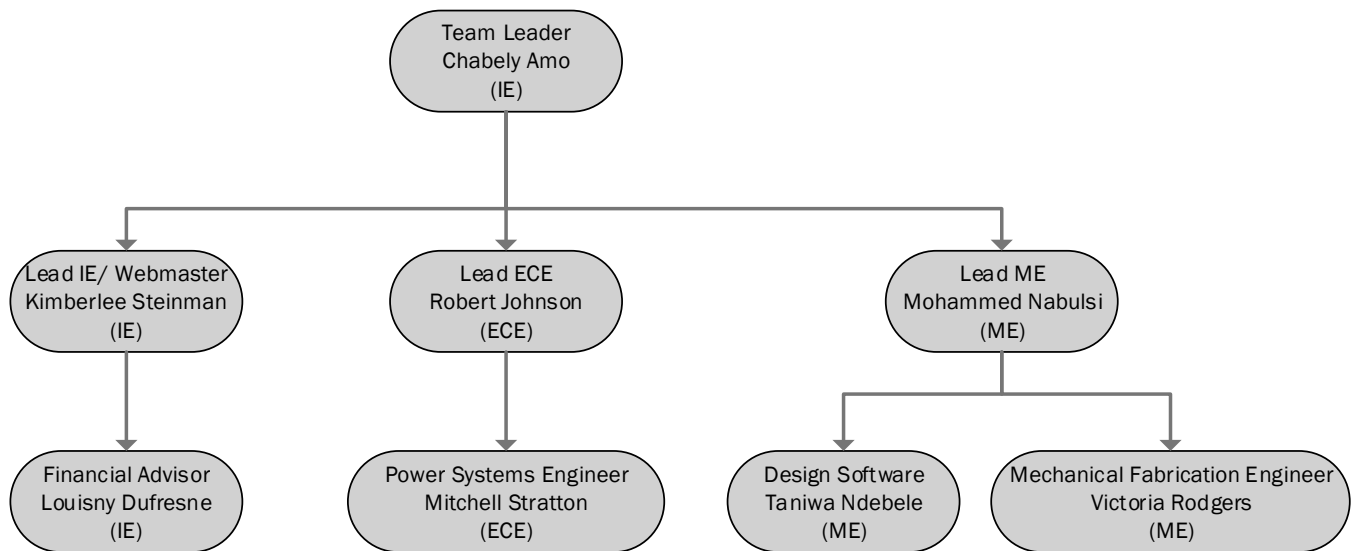 Team Leader
Chabely Amo
(IE)
Lead IE/ Webmaster
Kimberlee Steinman
(IE)
Lead ECE
Robert Johnson
(ECE)
Lead ME
Mohammed Nabulsi
(ME)
Financial Advisor
Louisny Dufresne
(IE)
Power Systems Engineer
Mitchell Stratton
(ECE)
Design Software
Taniwa Ndebele
(ME)
Mechanical Fabrication Engineer
Victoria Rodgers
(ME)